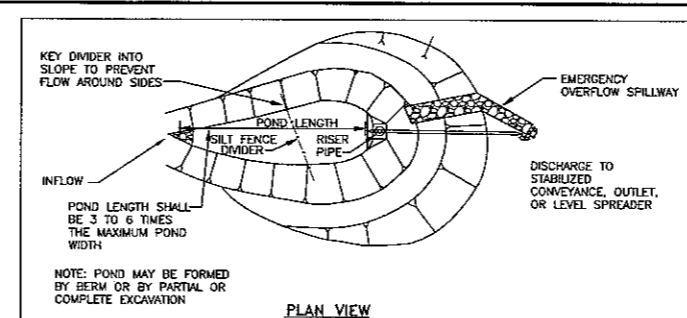 KEY DIVIDER INTO
SLOPE TO PREVENT
FLOW AROUND SIDES
EMERGENCY
OVERFLOW SPILLWAY
POND LENGTH
SILT FENCE
DIVIDER
RISER
PIPE
INFLOW
DISCHARGE TO
STABILIZED
CONVEYANCE, OUTLET,
OR LEVEL SPREADER
POND LENGTH SHALL
BE 3 TO 6 TIMES
THE MAXIMUM POND
WIDTH
NOTE: POND MAY BE FORMED
BY BERM OR BY PARTIAL OR
COMPLETE EXCAVATION
PLAN VIEW